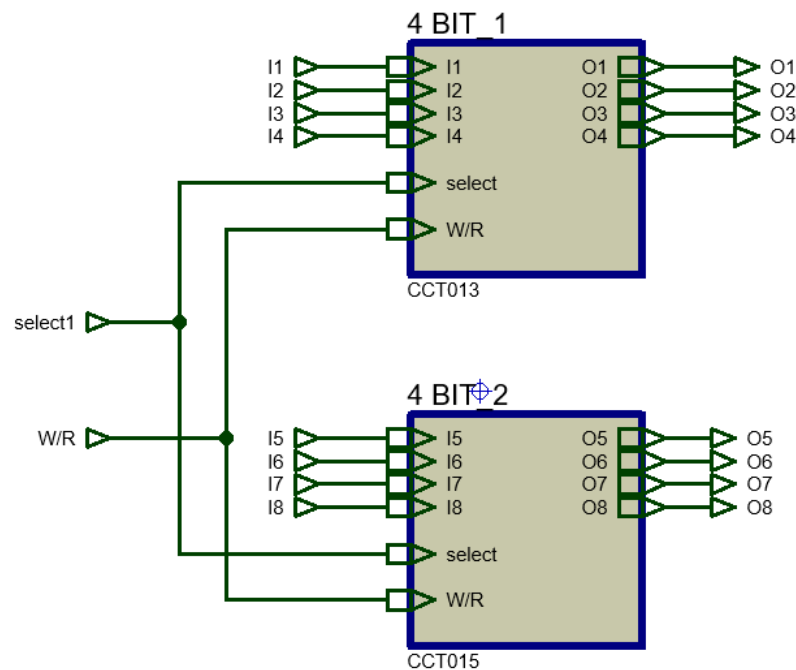 4 BIT_1
I1 I1 O1 O1
I2 I2 O2 O2
I3 I3 O3 O3
I4 I4 O4 O4
select
W/R
CCT013
select1
4 BIT_2
W/R I5 I5 O5 O5
I6 I6 O6 O6
I7 I7 O7 O7
I8 I8 O8 O8
select
W/R
CCT015